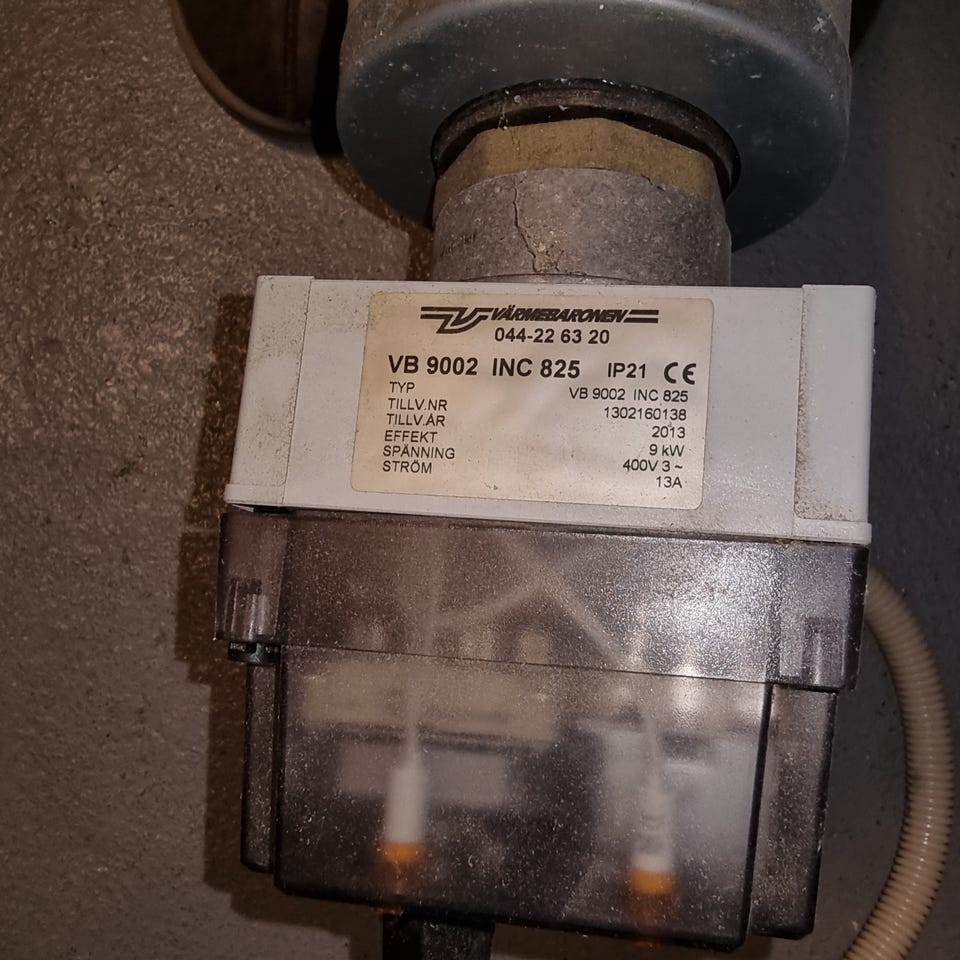 VÄRMEBARONEN
044-22 63 20
VB 9002 INC 825 IP21 CE
TYP VB 9002 INC 825
TILLV.NR 1302160138
TILLV.ÅR 2013
EFFEKT 9 kW
SPÄNNING 400V 3 ~
STRÖM 13A